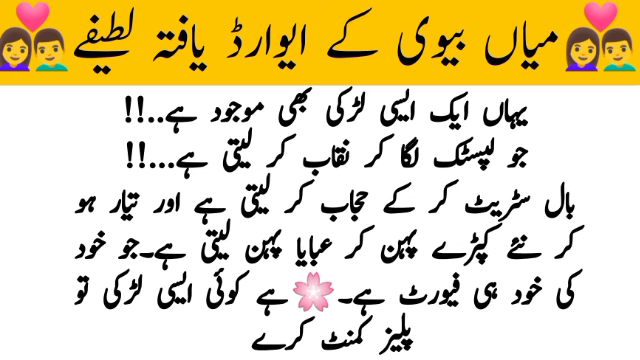 میاں بیوی کے ایوارڈ یافتہ لطیفے
یہاں ایک ایسی لڑکی بھی موجود ہے..!!
جو لپسٹک لگا کر نقاب کر لیتی ہے...!!
بال سٹریٹ کر کے حجاب کر لیتی ہے اور تیار ہو
کر نئے کپڑے پہن کر عبایا پہن لیتی ہے۔جو خود
کی خود ہی فیورٹ ہے۔🌸ہے کوئی ایسی لڑکی تو
پلیز کمنٹ کرے